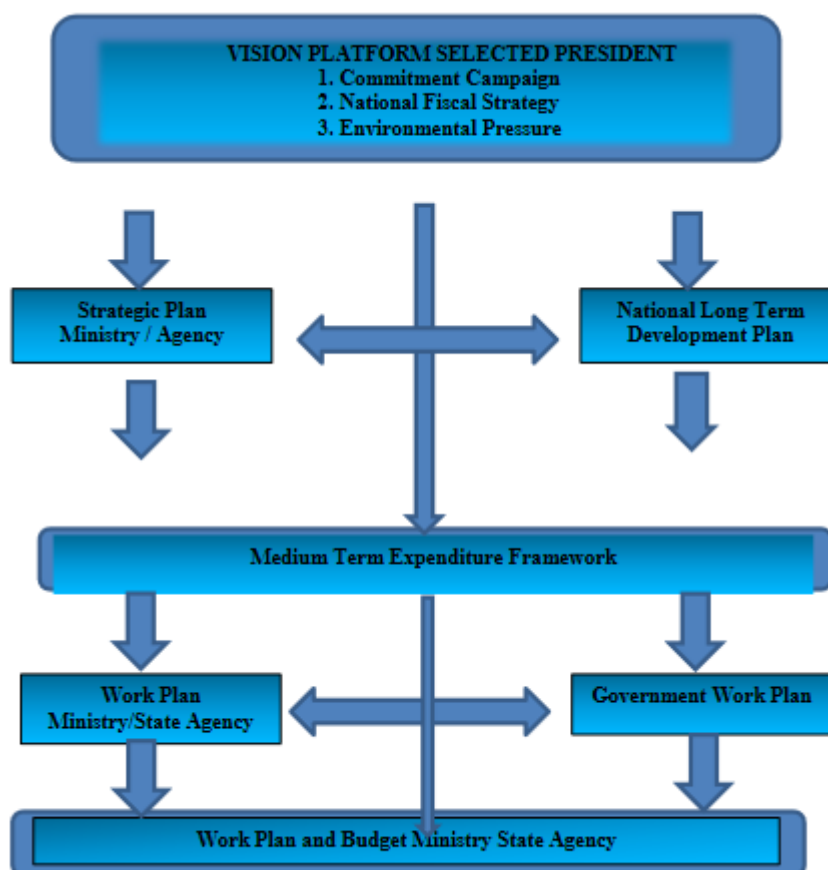 VISION PLATFORM SELECTED PRESIDENT
1. Commitment Campaign
2. National Fiscal Strategy
3. Environmental Pressure
Strategic Plan
Ministry / Agency
National Long Term
Development Plan
Medium Term Expenditure Framework
Work Plan
Ministry/State Agency
Government Work Plan
Work Plan and Budget Ministry State Agency